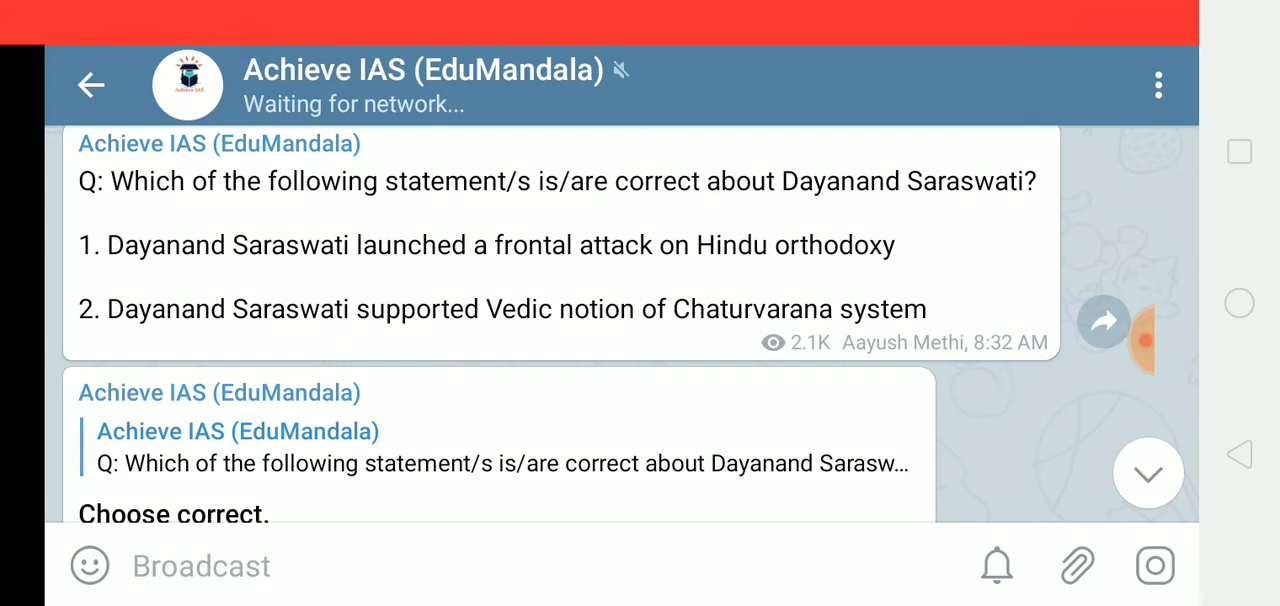 Achieve IAS (EduMandala)
Waiting for network...
Achieve IAS (EduMandala)
Q: Which of the following statement/s is/are correct about Dayanand Saraswati?
1. Dayanand Saraswati launched a frontal attack on Hindu orthodoxy
2. Dayanand Saraswati supported Vedic notion of Chaturvarana system
2.1K Aayush Methi, 8:32 AM
Achieve IAS (EduMandala)
Achieve IAS (EduMandala)
Q: Which of the following statement/s is/are correct about Dayanand Sarasw...
Choose correct.
Broadcast